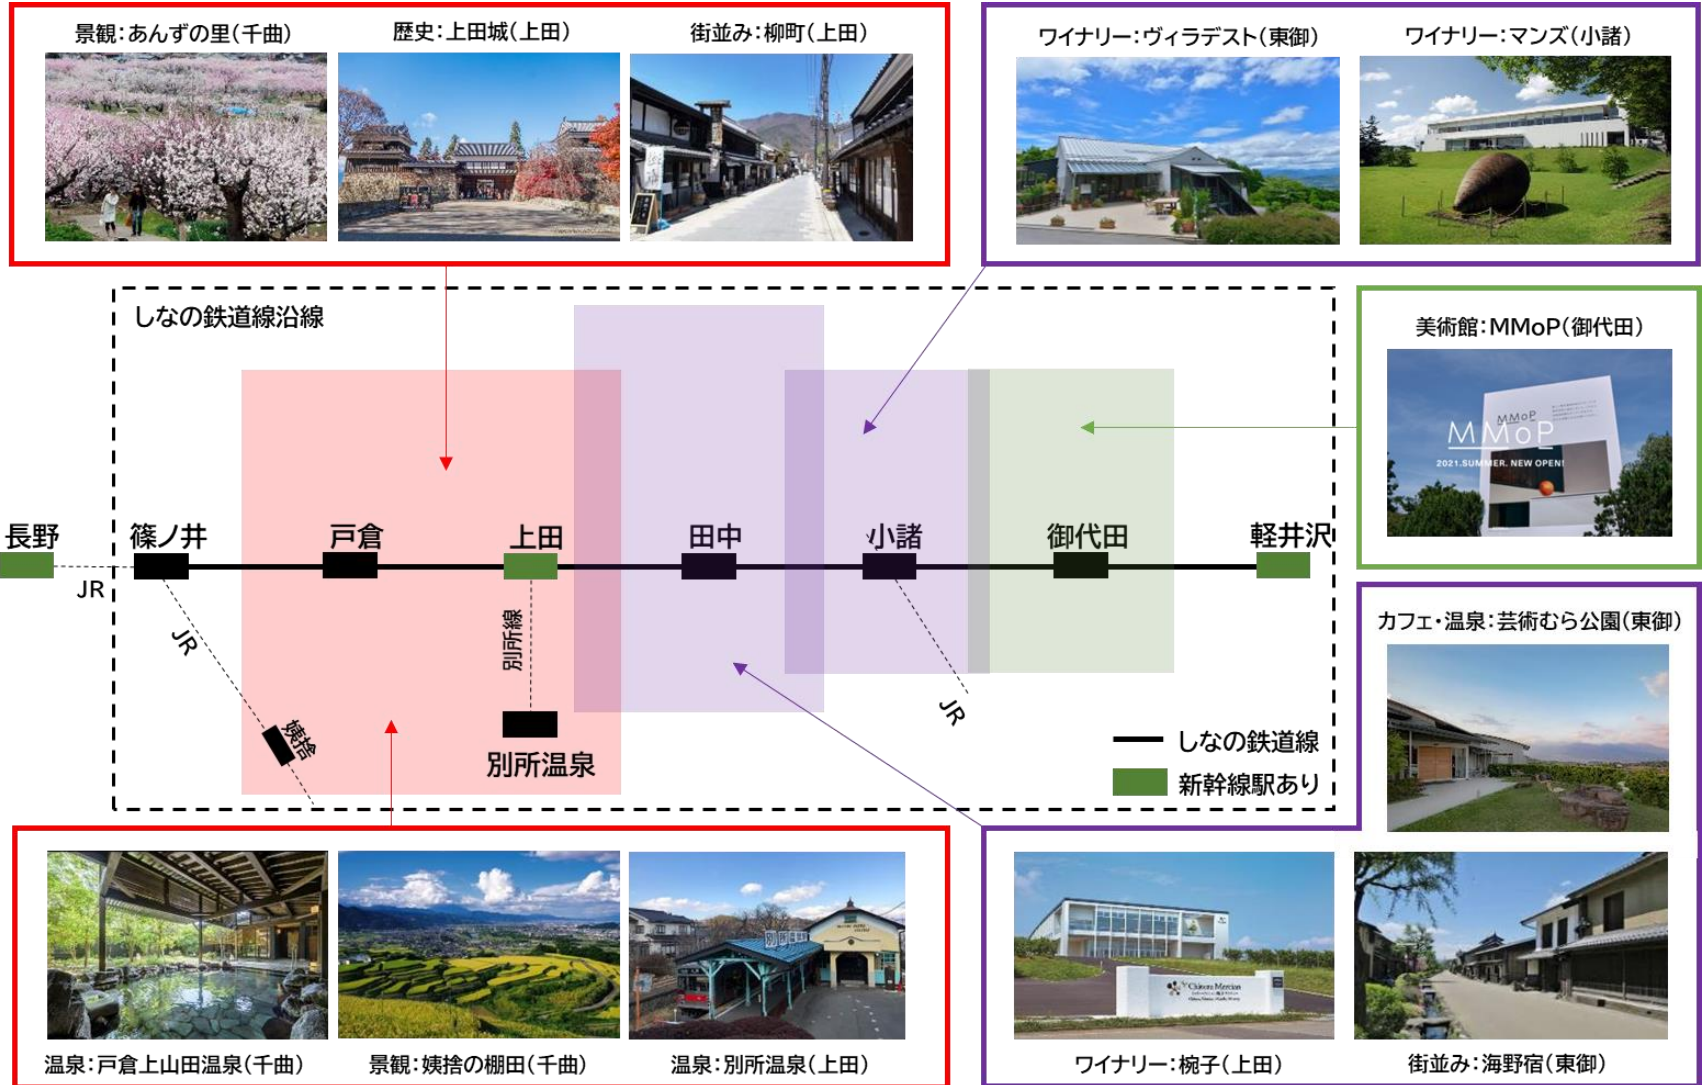 景観：あんずの里（千曲）
歴史：上田城（上田）
街並み：柳町（上田）
ワイナリー：ヴィラデスト（東御）
ワイナリー：マンズ（小諸）
しなの鉄道線沿線
美術館：MMoP（御代田）
MMoP
MMoP
2021.SUMMER. NEW OPEN!
長野
篠ノ井
戸倉
上田
田中
小諸
御代田
軽井沢
JR
JR
別所線
JR
姨捨
別所温泉
しなの鉄道線
新幹線駅あり
カフェ・温泉：芸術むら公園（東御）
Chateau Mercian
温泉：戸倉上山田温泉（千曲）
景観：姨捨の棚田（千曲）
温泉：別所温泉（上田）
ワイナリー：椀子（上田）
街並み：海野宿（東御）